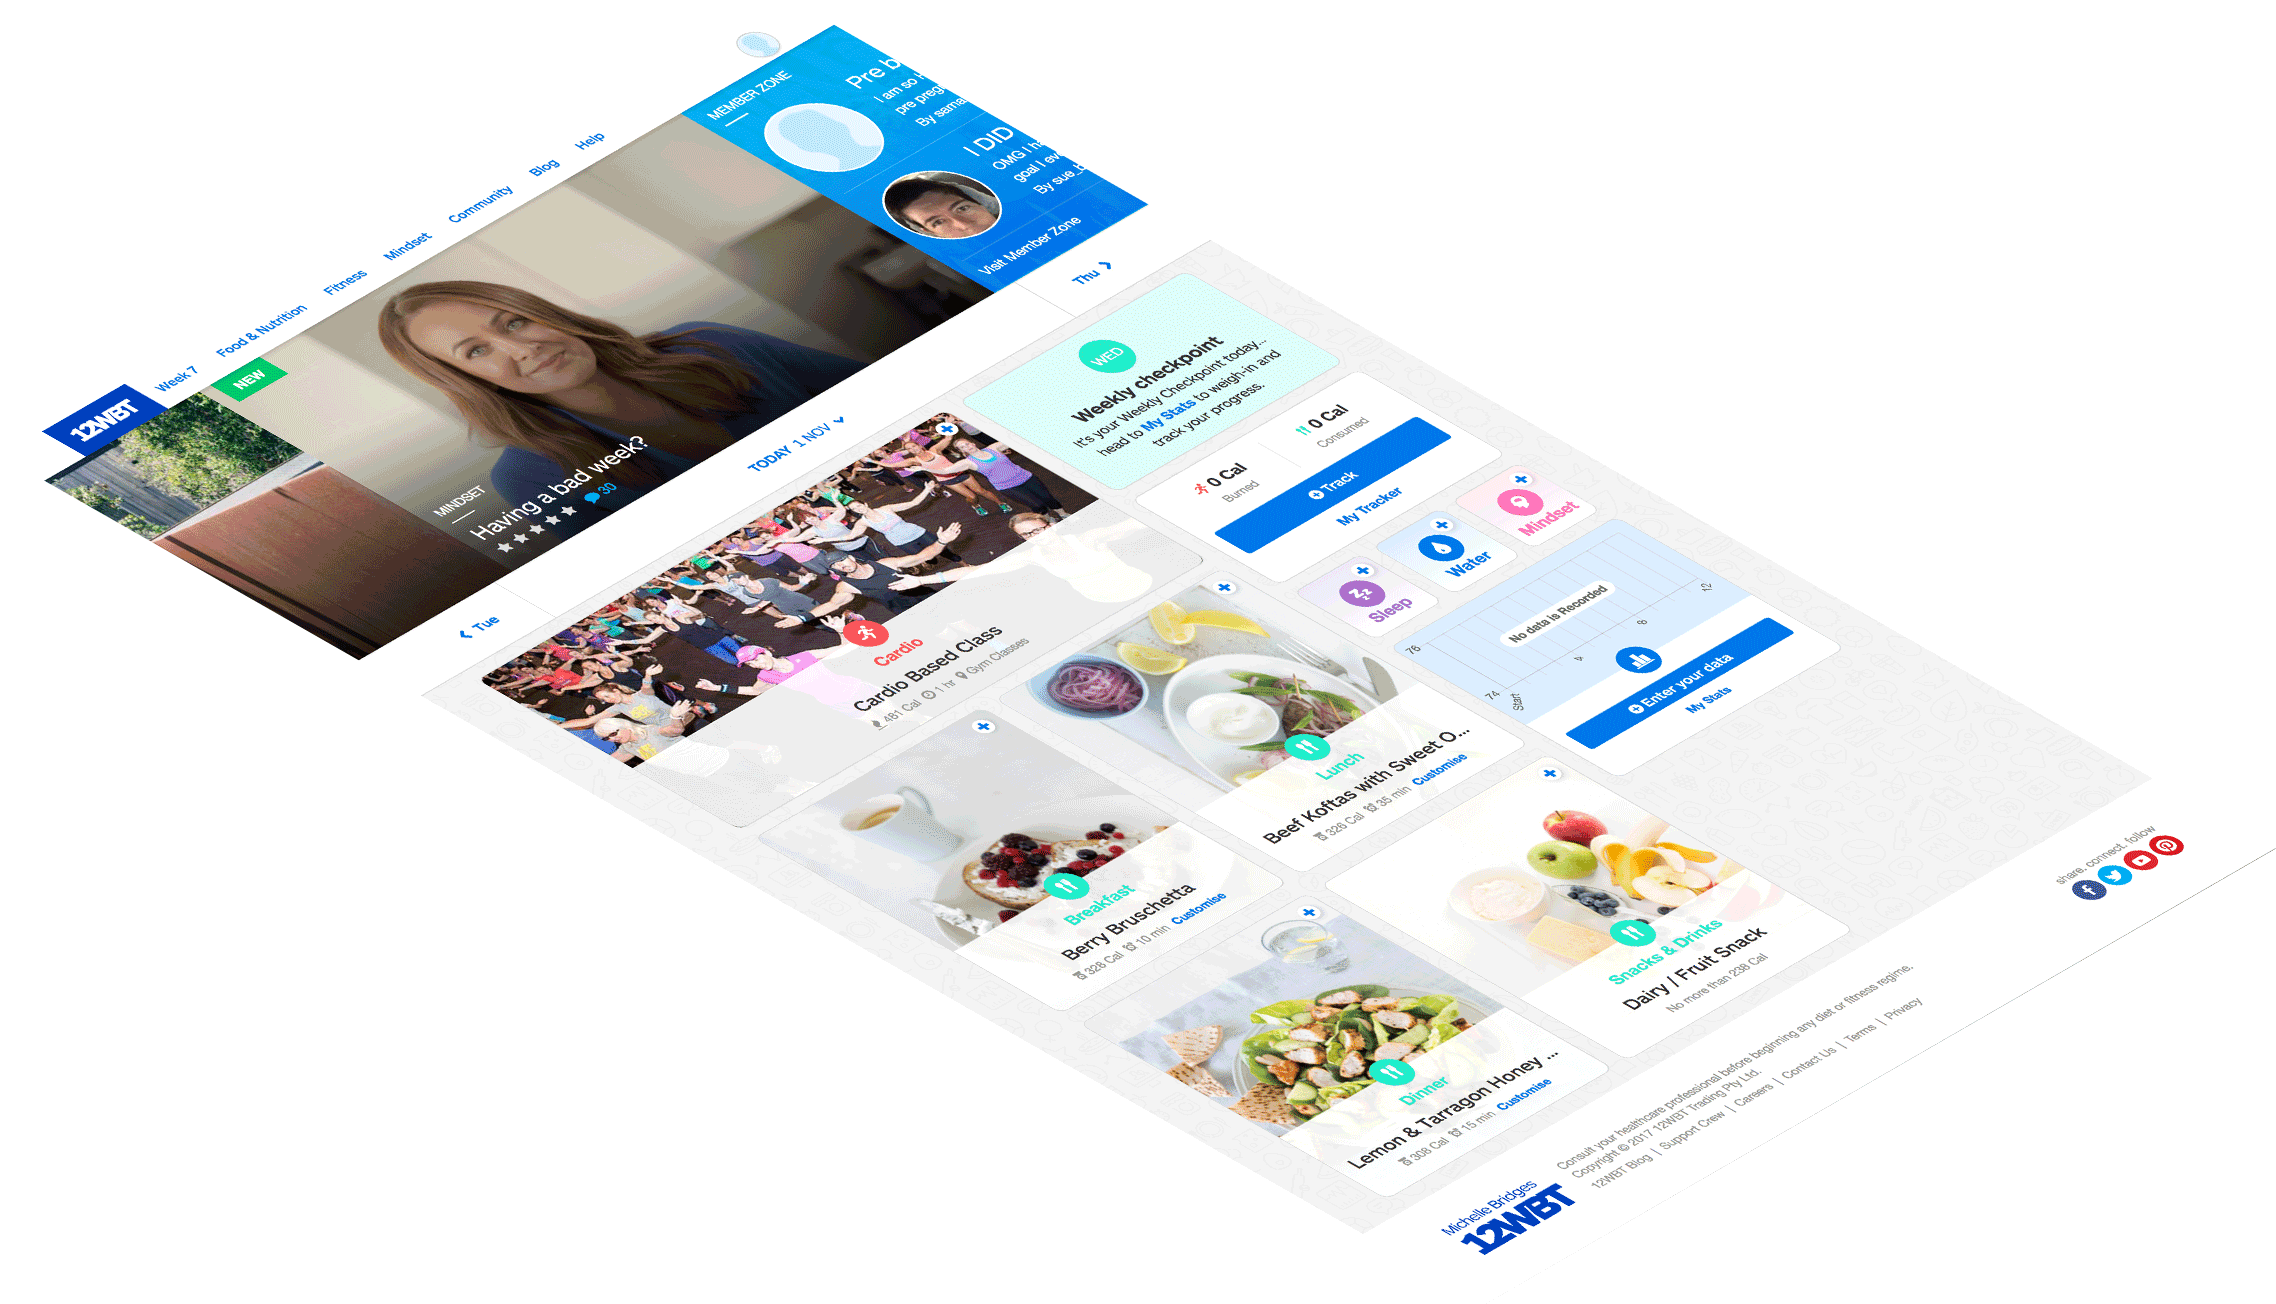 12WBT
Week 7
Food & Nutrition
Fitness
Mindset
Community
Blog
Help
NEW
MINDSET
Having a bad week?
30
MEMBER ZONE
Pre b
I am so
pre preg
By sama
I DID
OMG I h
goal I ev
By sue_
Visit Member Zone
Tue
TODAY 1 NOV
Thu
Cardio
Cardio Based Class
481 Cal 1 hr Gym Classes
WED
Weekly checkpoint
It's your Weekly Checkpoint today...
head to My Stats to weigh-in and
track your progress.
0 Cal
Burned
0 Cal
Consumed
Track
My Tracker
Sleep
Water
Mindset
No data is Recorded
76
74
Start
4
8
12
Enter your data
My Stats
Breakfast
Berry Bruschetta
326 Cal 10 min Customise
Lunch
Beef Koftas with Sweet O...
326 Cal 35 min Customise
Dinner
Lemon & Tarragon Honey ...
308 Cal 15 min Customise
Snacks & Drinks
Dairy / Fruit Snack
No more than 238 Cal
share. connect. follow
Michelle Bridges
12WBT
Consult your healthcare professional before beginning any diet or fitness regime.
Copyright © 2017 12WBT Trading Pty Ltd.
12WBT Blog | Support Crew | Careers | Contact Us | Terms | Privacy